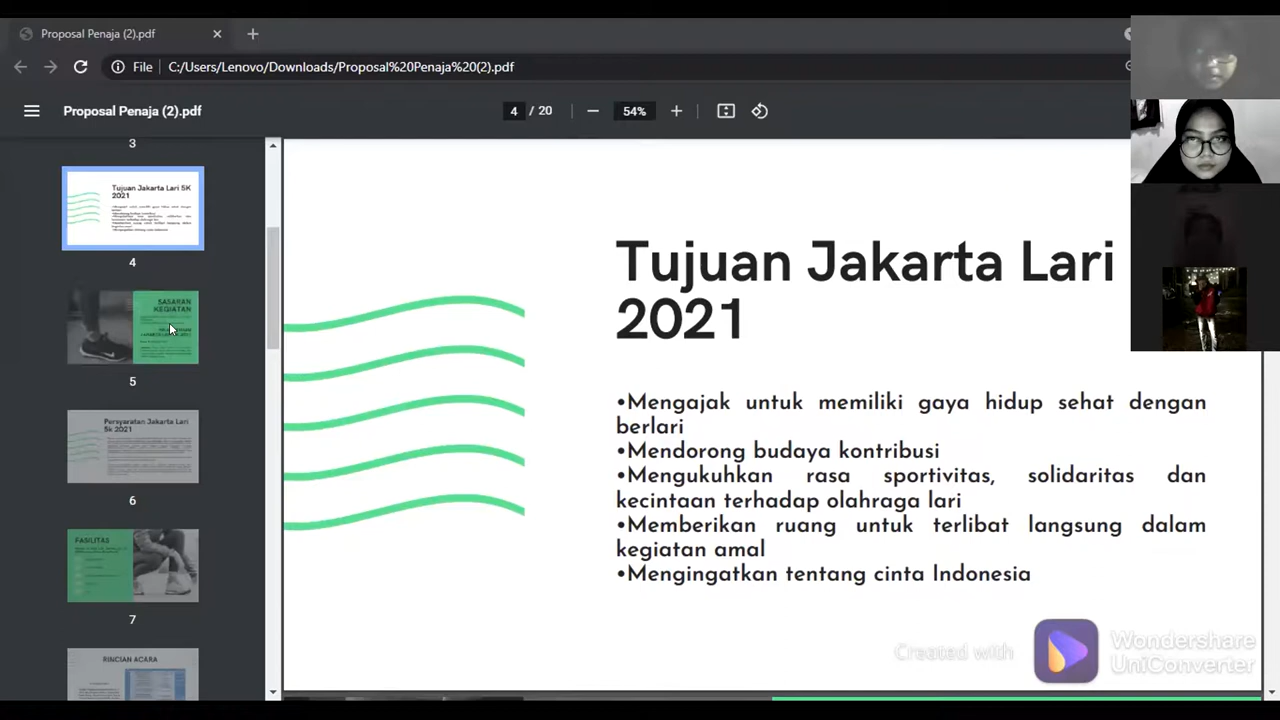 Proposal Penaja (2).pdf
File
C:/Users/Lenovo/Downloads/Proposal%20Penaja%20(2).pdf
Proposal Penaja (2).pdf
4 / 20
54%
3
Tujuan Jakarta Lari 5K
2021
4
SASARAN
KEGIATAN
5
Persyaratan Jakarta Lari
5k 2021
6
FASILITAS
7
RINCIAN ACARA
Tujuan Jakarta Lari
2021
•Mengajak untuk memiliki gaya hidup sehat dengan
berlari
•Mendorong budaya kontribusi
•Mengukuhkan rasa sportivitas, solidaritas dan
kecintaan terhadap olahraga lari
•Memberikan ruang untuk terlibat langsung dalam
kegiatan amal
•Mengingatkan tentang cinta Indonesia
Created with
Wondershare
UniConverter